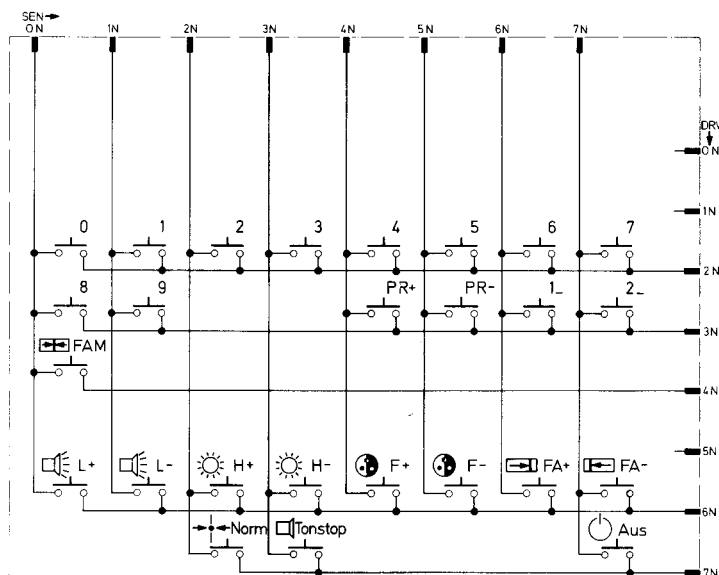 SEN
0N 1N 2N 3N 4N 5N 6N 7N
DRV
0N
1N
0 1 2 3 4 5 6 7
2N
8 9 PR+ PR- 1_ 2_
3N
FAM
4N
5N
L+ L- H+ H- F+ F- FA+ FA-
6N
Norm Tonstop Aus
7N